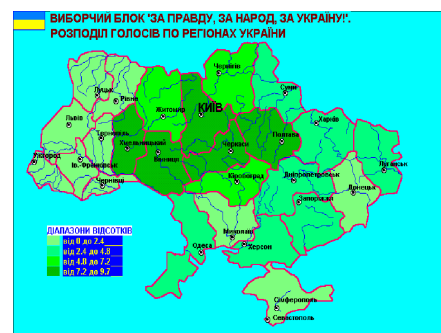 ВИБОРЧИЙ БЛОК "ЗА ПРАВДУ, ЗА НАРОД, ЗА УКРАЇНУ!".
РОЗПОДІЛ ГОЛОСІВ ПО РЕГІОНАХ УКРАЇНИ
Чернігів
Луцьк
Рівне
Суми
Житомир
КИЇВ
Львів
Харків
Тернопіль
Хмельницький
Полтава
Черкаси
Ужгород
Ів.-Франківськ
Вінниця
Луганськ
Чернівці
Кіровоград
Дніпропетровськ
Донецьк
Запоріжжя
Миколаїв
Одеса
Херсон
ДІАПАЗОНИ ВІДСОТКІВ
від 0 до 2.4
від 2.4 до 4.8
від 4.8 до 7.2
від 7.2 до 9.7
Сімферополь
Севастополь